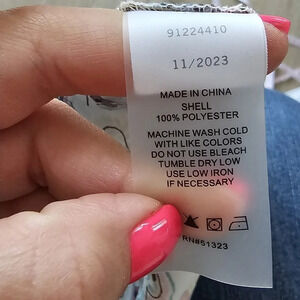 91224410
11/2023
MADE IN CHINA
SHELL
100% POLYESTER
MACHINE WASH COLD
WITH LIKE COLORS
DO NOT USE BLEACH
TUMBLE DRY LOW
USE LOW IRON
IF NECESSARY
RN#51323